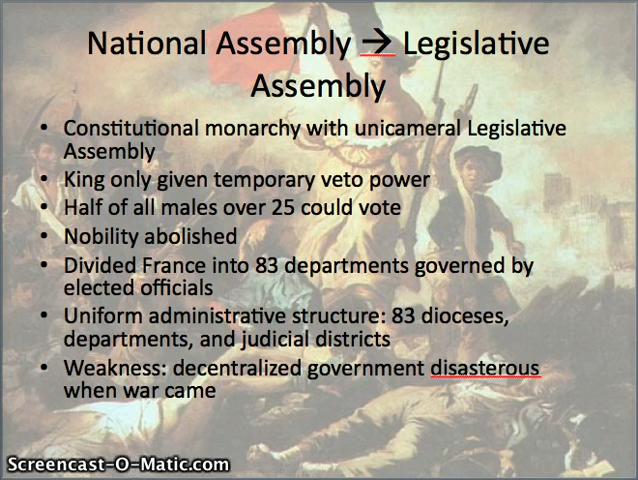 National Assembly → Legislative
Assembly
• Constitutional monarchy with unicameral Legislative
Assembly
• King only given temporary veto power
• Half of all males over 25 could vote
• Nobility abolished
• Divided France into 83 departments governed by
elected officials
• Uniform administrative structure: 83 dioceses,
departments, and judicial districts
• Weakness: decentralized government disasterous
when war came
Screencast-O-Matic.com